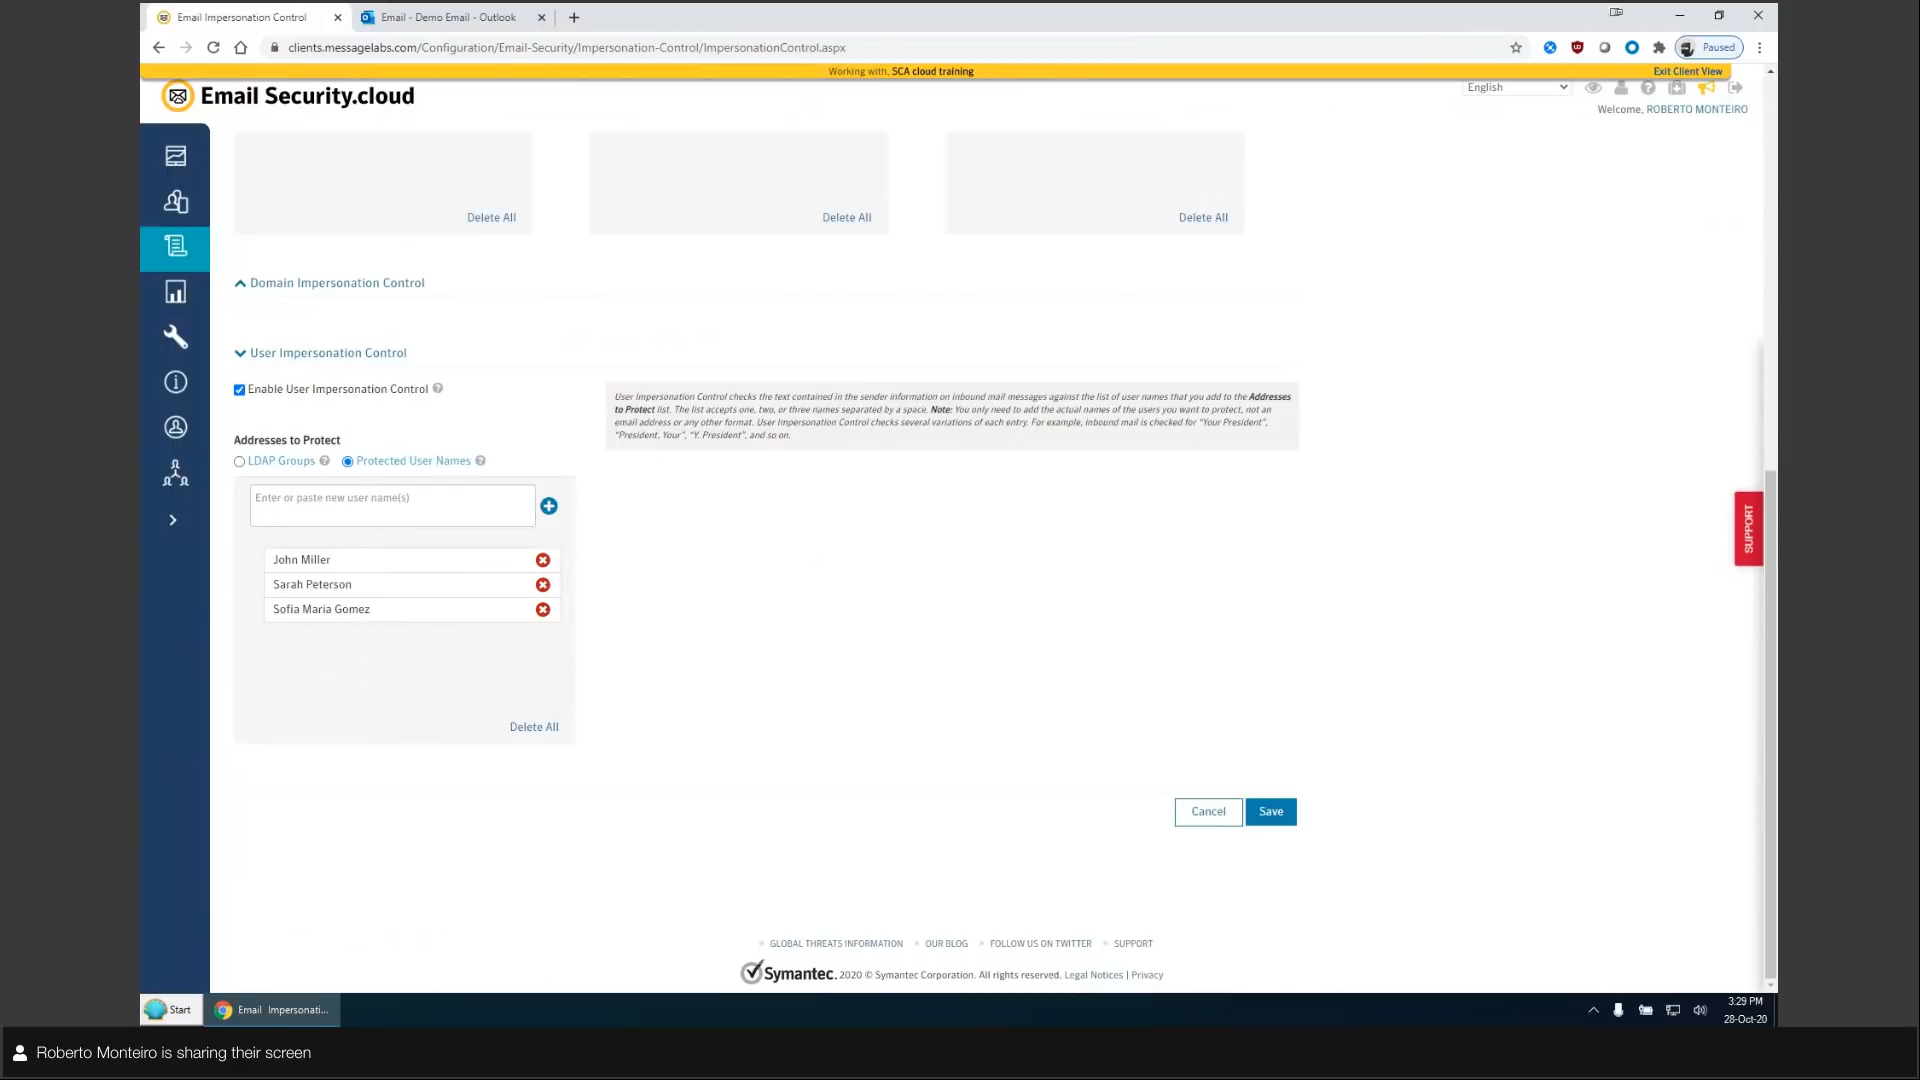 Email Impersonation Control
Email - Demo Email - Outlook
clients.messagelabs.com/Configuration/Email-Security/Impersonation-Control/ImpersonationControl.aspx
Paused
Working with, SCA cloud training
Exit Client View
Email Security.cloud
English
Welcome, ROBERTO MONTEIRO
Delete All
Delete All
Delete All
Domain Impersonation Control
User Impersonation Control
Enable User Impersonation Control
User Impersonation Control checks the text contained in the sender information on inbound mail messages against the list of user names that you add to the Addresses
to Protect list. The list accepts one, two, or three names separated by a space. Note: You only need to add the actual names of the users you want to protect, not an
email address or any other format. User Impersonation Control checks several variations of each entry. For example, inbound mail is checked for "Your President",
"President, Your", "Y. President", and so on.
Addresses to Protect
LDAP Groups
Protected User Names
Enter or paste new user name(s)
John Miller
Sarah Peterson
Sofia Maria Gomez
Delete All
SUPPORT
Cancel
Save
GLOBAL THREATS INFORMATION
OUR BLOG
FOLLOW US ON TWITTER
SUPPORT
Symantec. 2020 © Symantec Corporation. All rights reserved. Legal Notices | Privacy
Start
Email Impersonati...
3:29 PM
28-Oct-20
Roberto Monteiro is sharing their screen